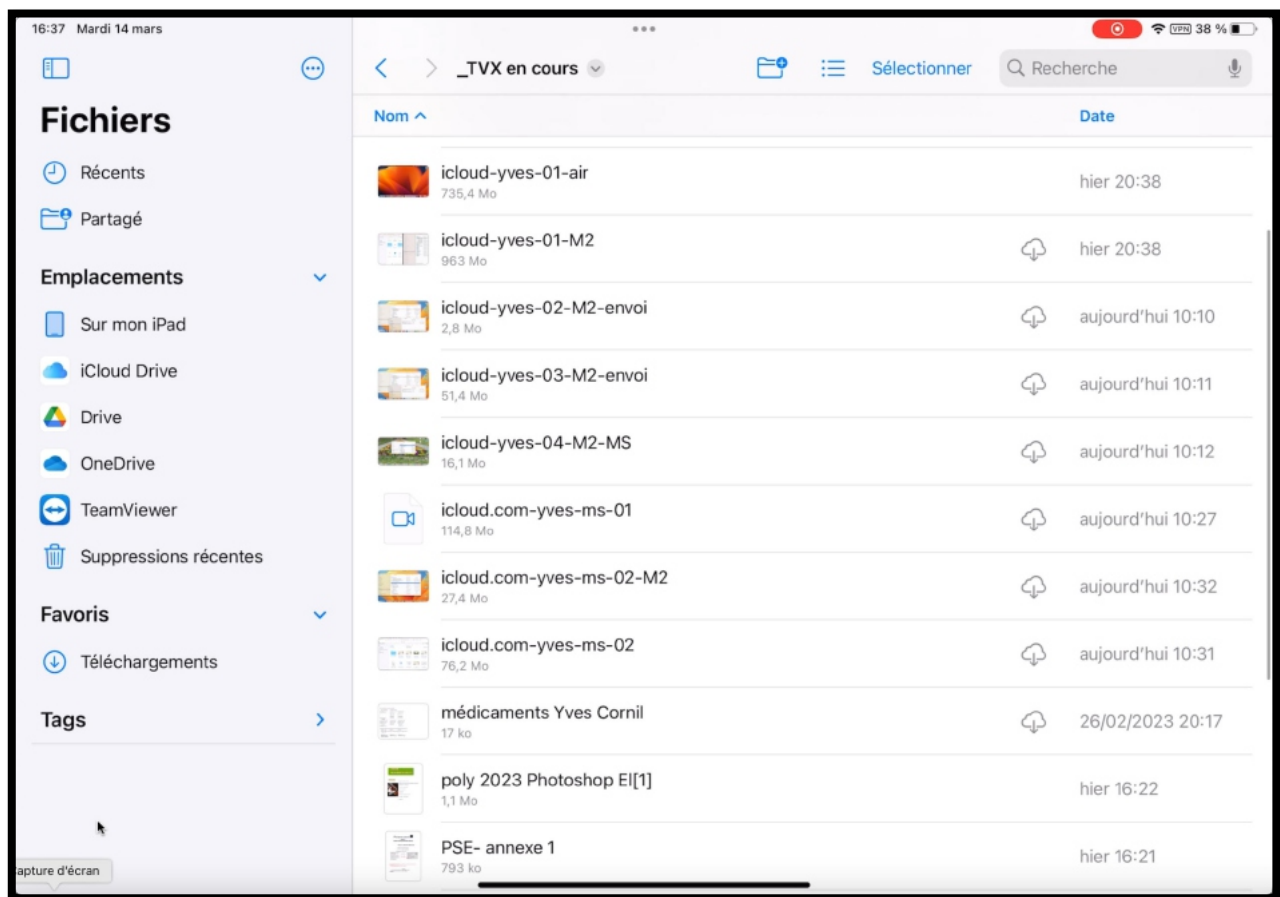 16:37 Mardi 14 mars
VPN 38 %
_TVX en cours
Sélectionner
Recherche
Fichiers
Récents
Partagé
Emplacements
Sur mon iPad
iCloud Drive
Drive
OneDrive
TeamViewer
Suppressions récentes
Favoris
Téléchargements
Tags
apture d'écran
Nom
Date
icloud-yves-01-air
735,4 Mo
hier 20:38
icloud-yves-01-M2
963 Mo
hier 20:38
icloud-yves-02-M2-envoi
2,8 Mo
aujourd'hui 10:10
icloud-yves-03-M2-envoi
51,4 Mo
aujourd'hui 10:11
icloud-yves-04-M2-MS
16,1 Mo
aujourd'hui 10:12
icloud.com-yves-ms-01
114,8 Mo
aujourd'hui 10:27
icloud.com-yves-ms-02-M2
27,4 Mo
aujourd'hui 10:32
icloud.com-yves-ms-02
76,2 Mo
aujourd'hui 10:31
médicaments Yves Cornil
17 ko
26/02/2023 20:17
poly 2023 Photoshop El[1]
1,1 Mo
hier 16:22
PSE- annexe 1
793 ko
hier 16:21